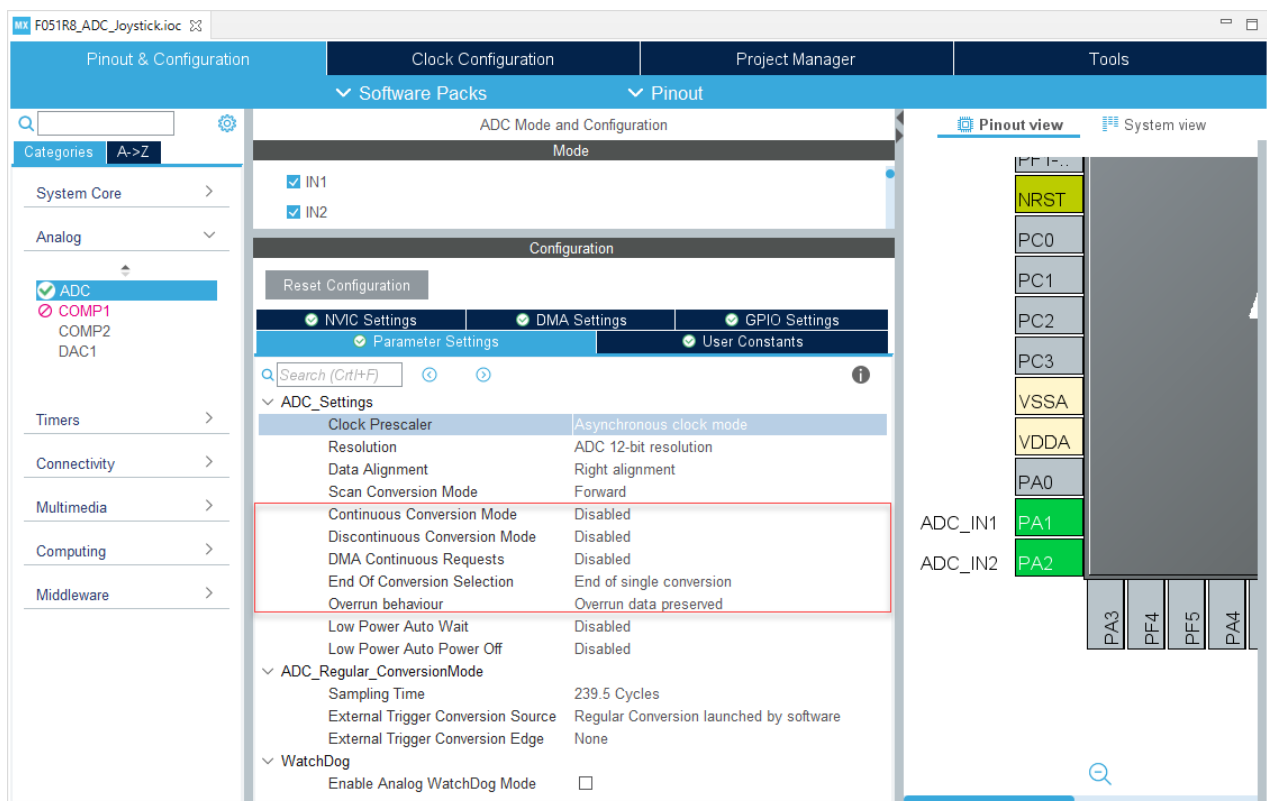 MX F051R8_ADC_Joystick.ioc
Pinout & Configuration
Clock Configuration
Project Manager
Tools
Software Packs
Pinout
Categories
A->Z
System Core
Analog
ADC
COMP1
COMP2
DAC1
Timers
Connectivity
Multimedia
Computing
Middleware
ADC Mode and Configuration
Mode
IN1
IN2
Configuration
Reset Configuration
NVIC Settings
DMA Settings
GPIO Settings
Parameter Settings
User Constants
Search (Crtl+F)
ADC_Settings
Clock Prescaler Asynchronous clock mode
Resolution ADC 12-bit resolution
Data Alignment Right alignment
Scan Conversion Mode Forward
Continuous Conversion Mode Disabled
Discontinuous Conversion Mode Disabled
DMA Continuous Requests Disabled
End Of Conversion Selection End of single conversion
Overrun behaviour Overrun data preserved
Low Power Auto Wait Disabled
Low Power Auto Power Off Disabled
ADC_Regular_ConversionMode
Sampling Time 239.5 Cycles
External Trigger Conversion Source Regular Conversion launched by software
External Trigger Conversion Edge None
WatchDog
Enable Analog WatchDog Mode
Pinout view
System view
PF1-..
NRST
PC0
PC1
PC2
PC3
VSSA
VDDA
PA0
ADC_IN1 PA1
ADC_IN2 PA2
PA3
PF4
PF5
PA4